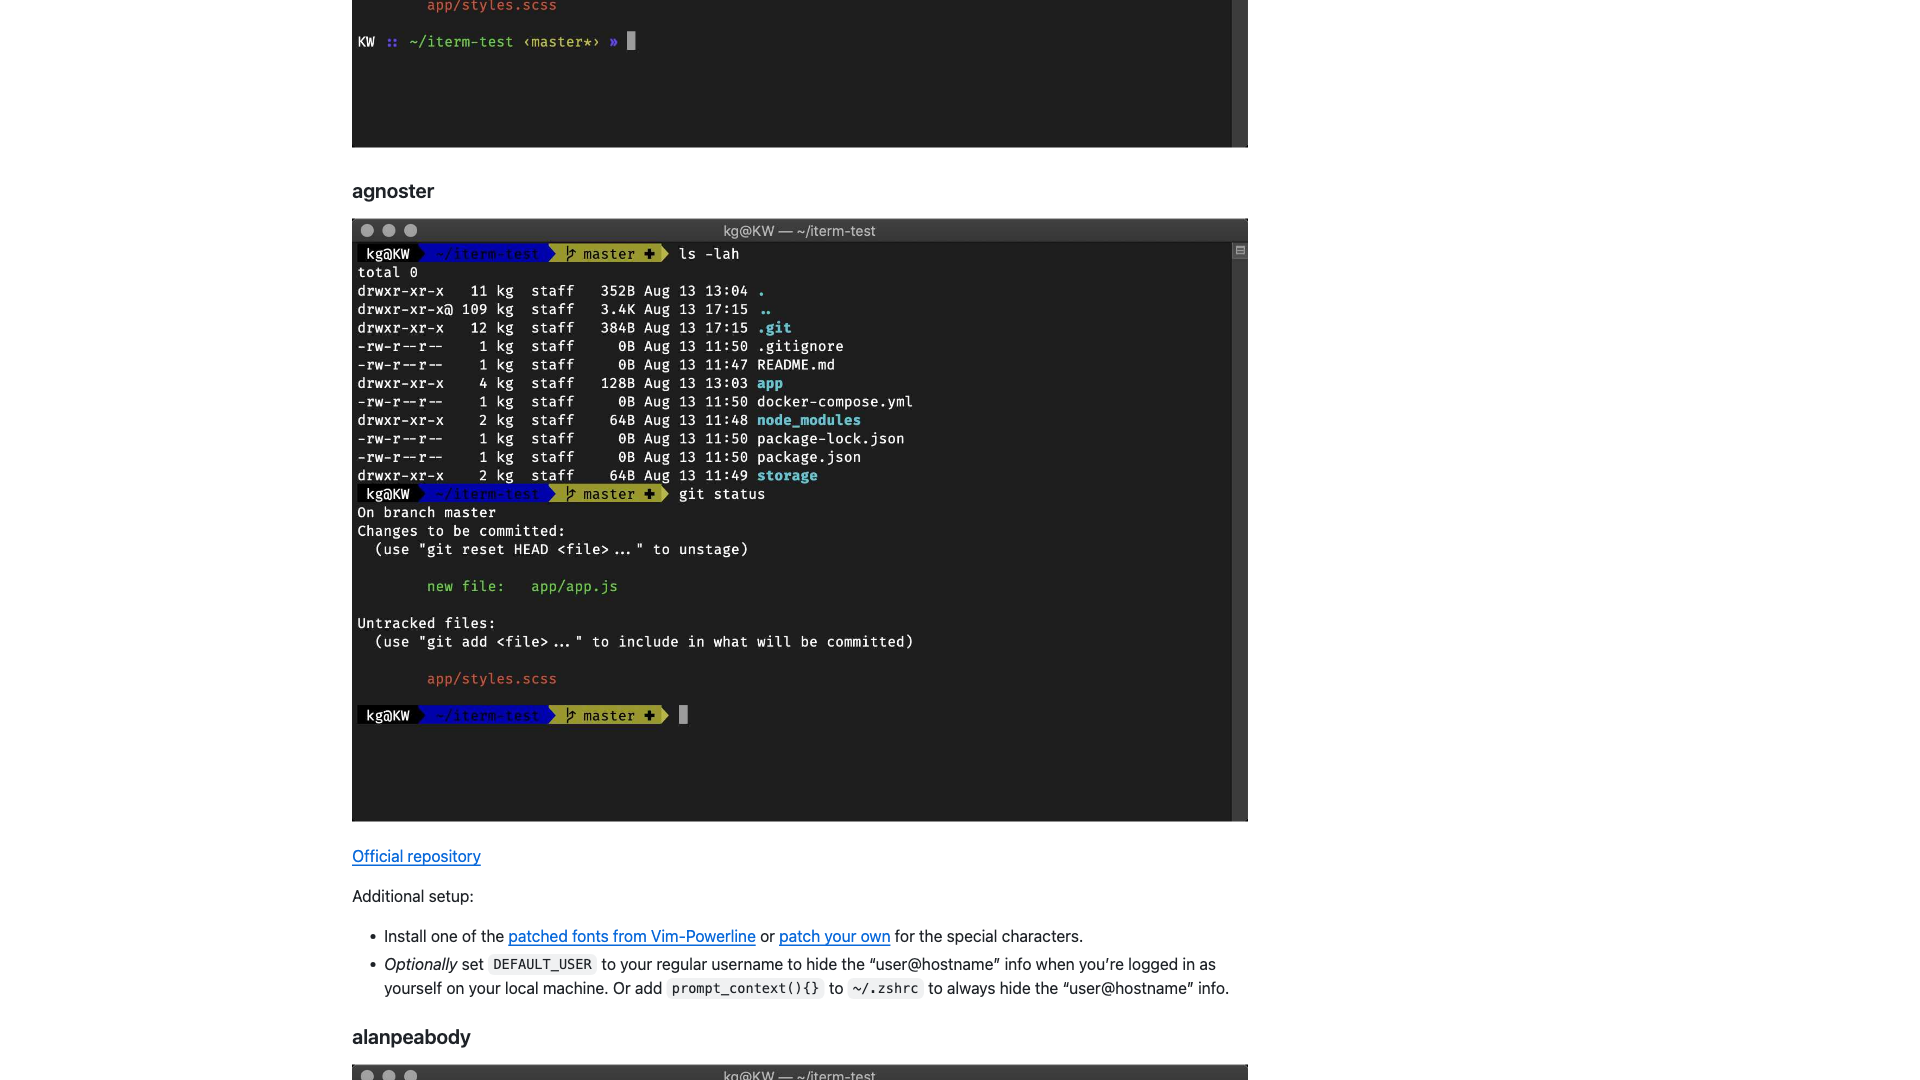 app/styles.scss
KW :: ~/iterm-test ‹master*› »
agnoster
kg@KW — ~/iterm-test
kg@KW ~/iterm-test master ✚ ls -lah
total 0
drwxr-xr-x 11 kg staff 352B Aug 13 13:04 .
drwxr-xr-x@ 109 kg staff 3.4K Aug 13 17:15 ..
drwxr-xr-x 12 kg staff 384B Aug 13 17:15 .git
-rw-r--r-- 1 kg staff 0B Aug 13 11:50 .gitignore
-rw-r--r-- 1 kg staff 0B Aug 13 11:47 README.md
drwxr-xr-x 4 kg staff 128B Aug 13 13:03 app
-rw-r--r-- 1 kg staff 0B Aug 13 11:50 docker-compose.yml
drwxr-xr-x 2 kg staff 64B Aug 13 11:48 node_modules
-rw-r--r-- 1 kg staff 0B Aug 13 11:50 package-lock.json
-rw-r--r-- 1 kg staff 0B Aug 13 11:50 package.json
drwxr-xr-x 2 kg staff 64B Aug 13 11:49 storage
kg@KW ~/iterm-test master ✚ git status
On branch master
Changes to be committed:
(use "git reset HEAD <file>..." to unstage)
new file: app/app.js
Untracked files:
(use "git add <file>..." to include in what will be committed)
app/styles.scss
kg@KW ~/iterm-test master ✚
Official repository
Additional setup:
• Install one of the patched fonts from Vim-Powerline or patch your own for the special characters.
• Optionally set DEFAULT_USER to your regular username to hide the “user@hostname” info when you’re logged in as
yourself on your local machine. Or add prompt_context(){} to ~/.zshrc to always hide the “user@hostname” info.
alanpeabody
kg@KW — ~/iterm-test